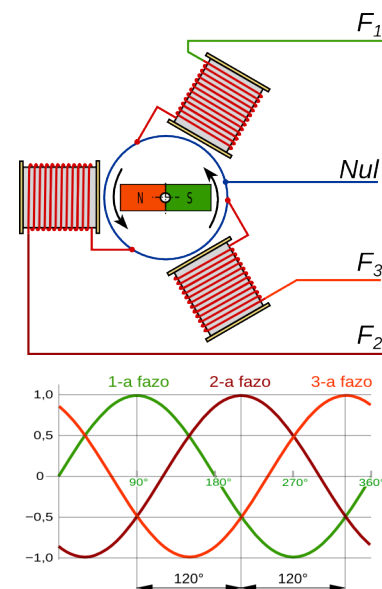 F1
Nul
N S
F3
F2
1-a fazo 2-a fazo 3-a fazo
1,0
0,5
0 90° 180° 270° 360°
−0,5
−1,0
120° 120°